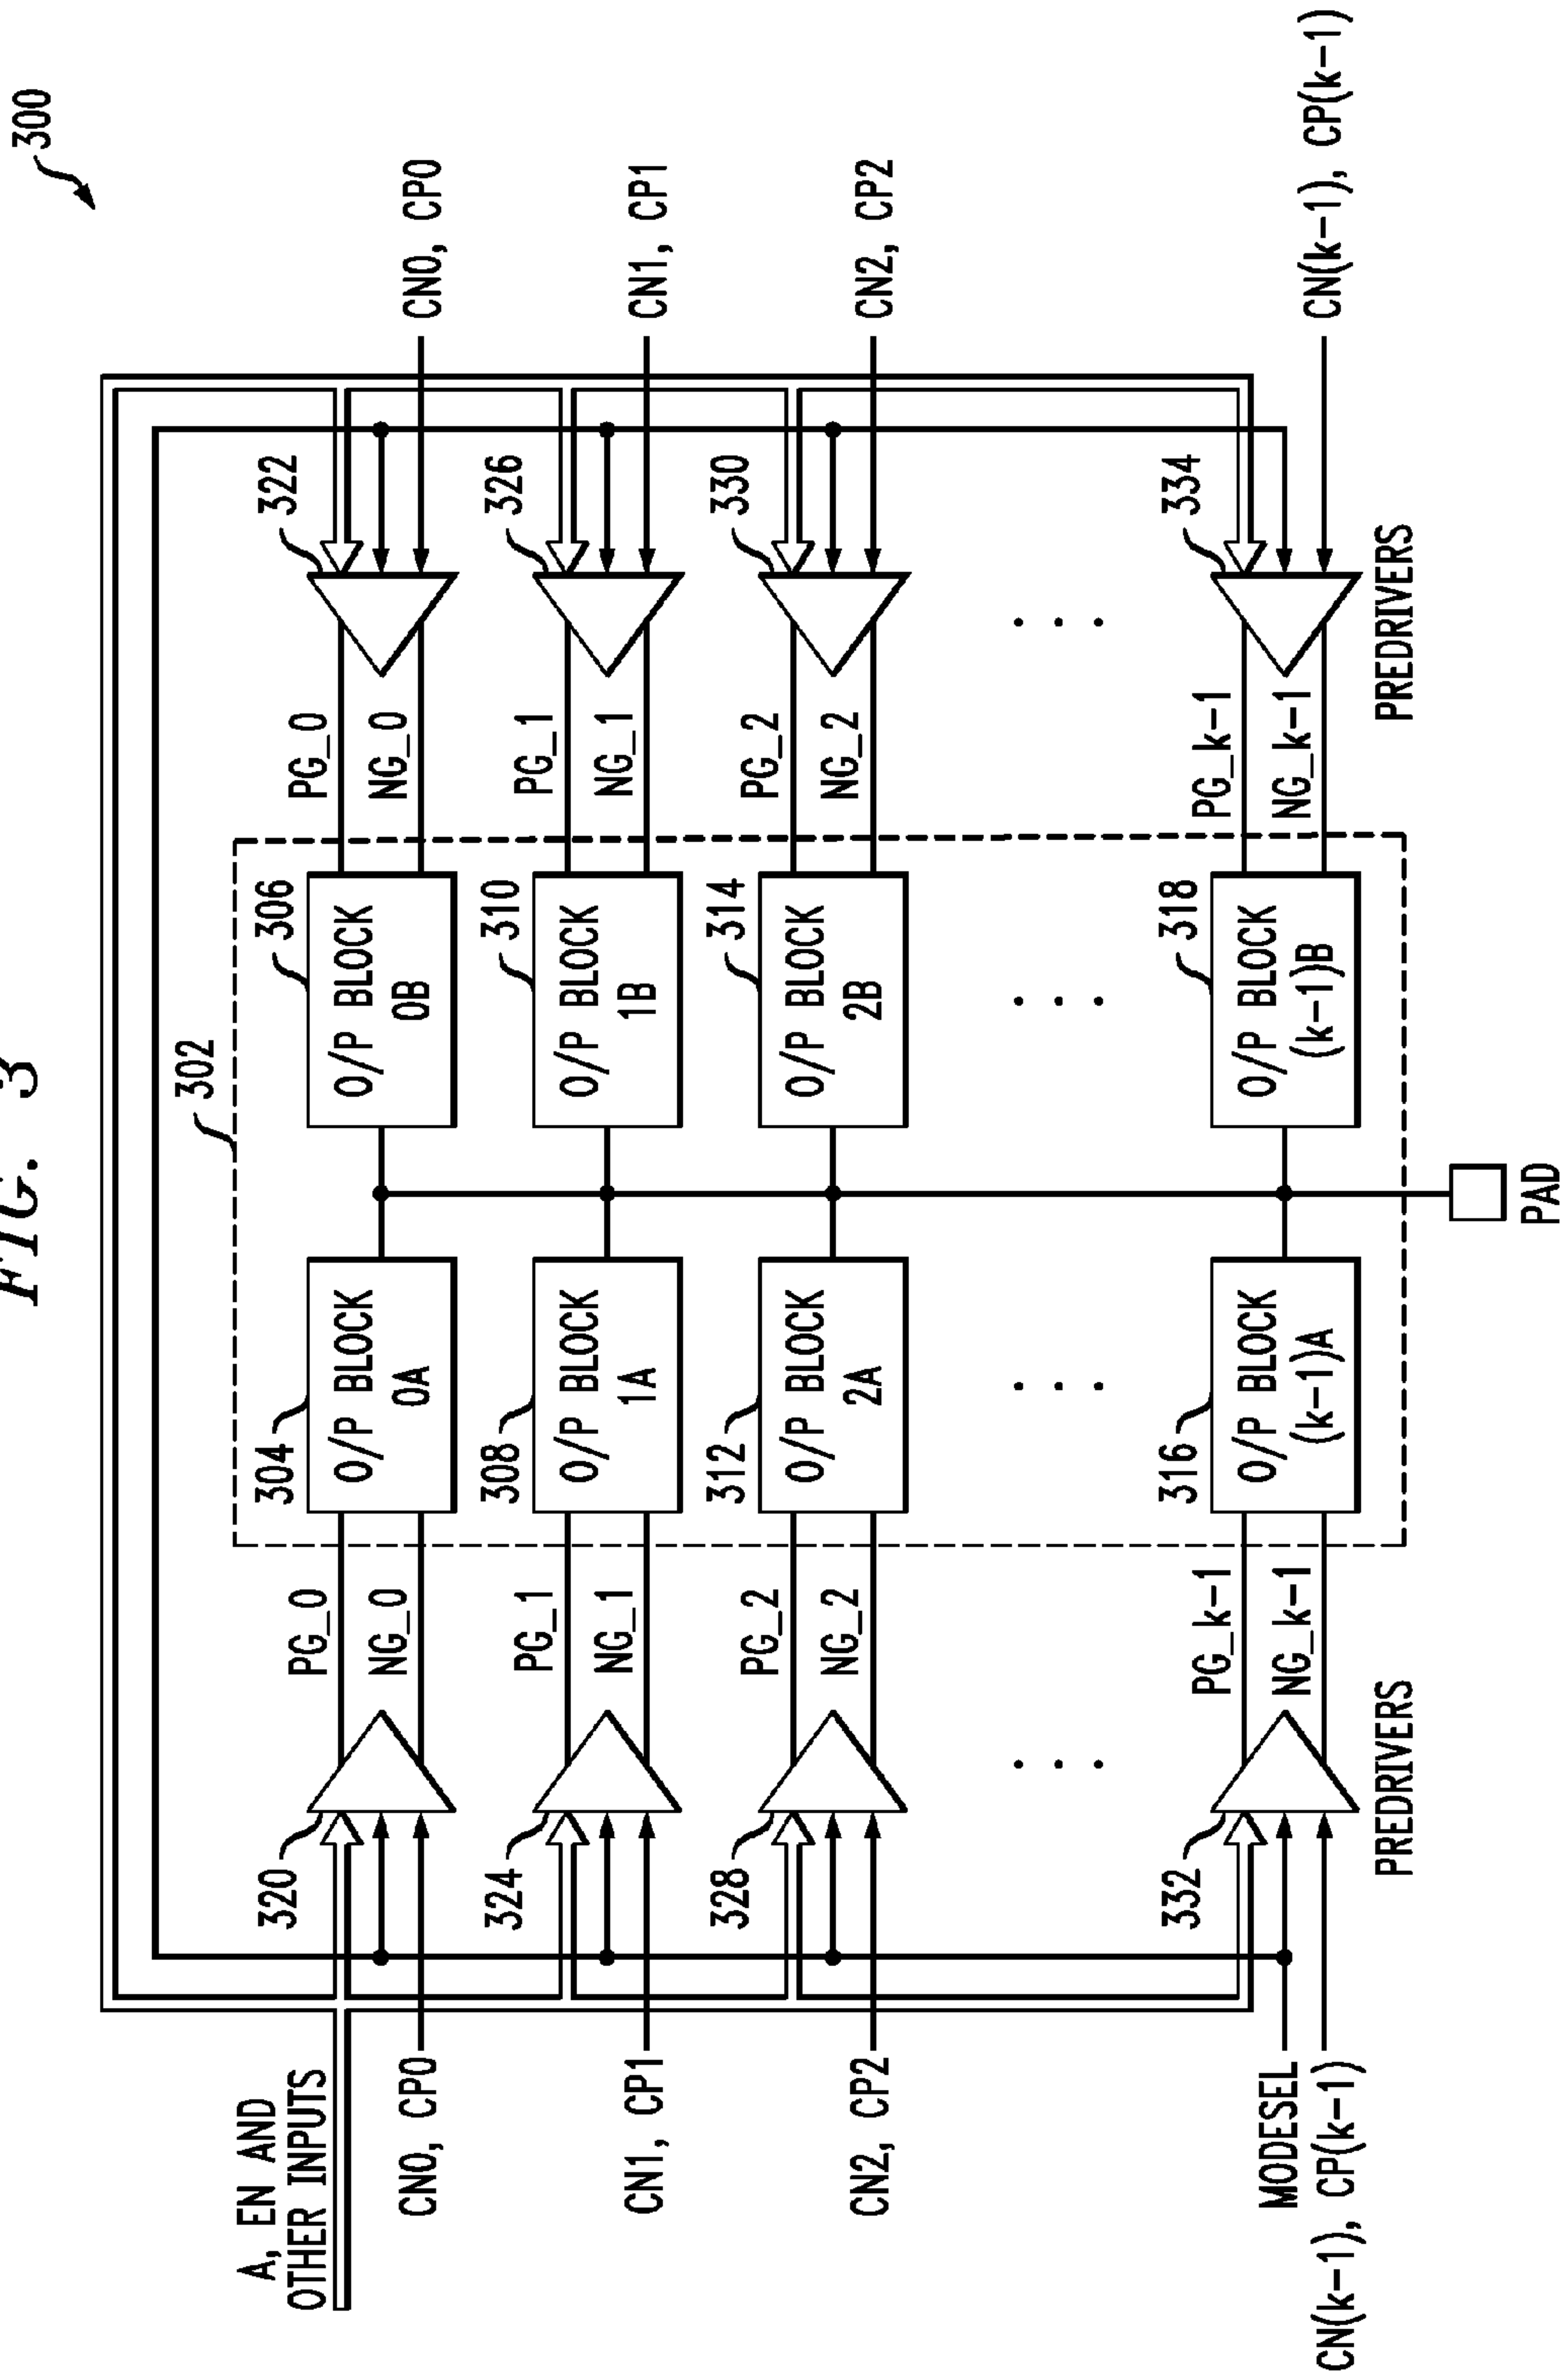 FIG. 3
300
A, EN AND
OTHER INPUTS
CN0, CP0
CN1, CP1
CN2, CP2
MODESEL
CN(k-1), CP(k-1)
320
324
328
332
PREDRIVERS
PG_0
NG_0
PG_1
NG_1
PG_2
NG_2
PG_k-1
NG_k-1
302
304
O/P BLOCK
0A
308
O/P BLOCK
1A
312
O/P BLOCK
2A
316
O/P BLOCK
(k-1)A
. . .
. . .
PAD
306
O/P BLOCK
0B
310
O/P BLOCK
1B
314
O/P BLOCK
2B
318
O/P BLOCK
(k-1)B
. . .
. . .
PG_0
NG_0
PG_1
NG_1
PG_2
NG_2
PG_k-1
NG_k-1
322
326
330
334
PREDRIVERS
CN0, CP0
CN1, CP1
CN2, CP2
CN(k-1), CP(k-1)